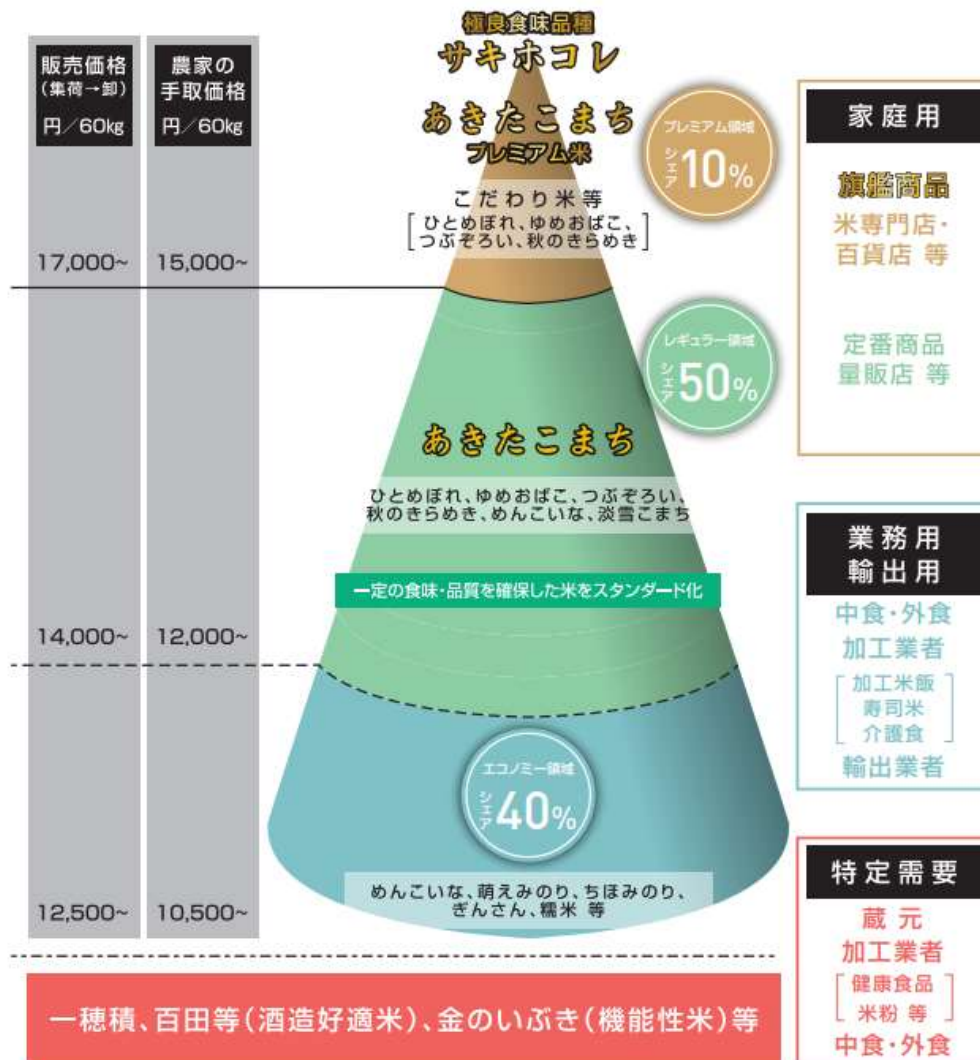 極良食味品種
サキホコレ
販売価格
(集荷→卸)
円/60kg
農家の
手取価格
円/60kg
あきたこまち
プレミアム米
プレミアム領域
シェア10%
こだわり米等
[ひとめぼれ、ゆめおばこ、
つぶぞろい、秋のきらめき]
17,000~
15,000~
家庭用
旗艦商品
米専門店・
百貨店 等
定番商品
量販店 等
レギュラー領域
シェア50%
あきたこまち
ひとめぼれ、ゆめおばこ、つぶぞろい、
秋のきらめき、めんこいな、淡雪こまち
一定の食味・品質を確保した米をスタンダード化
14,000~
12,000~
業務用
輸出用
中食・外食
加工業者
[加工米飯
寿司米
介護食]
輸出業者
エコノミー領域
シェア40%
めんこいな、萌えみのり、ちほみのり、
ぎんさん、糯米 等
12,500~
10,500~
特定需要
蔵元
加工業者
[健康食品
米粉 等]
中食・外食
一穂積、百田等(酒造好適米)、金のいぶき(機能性米)等